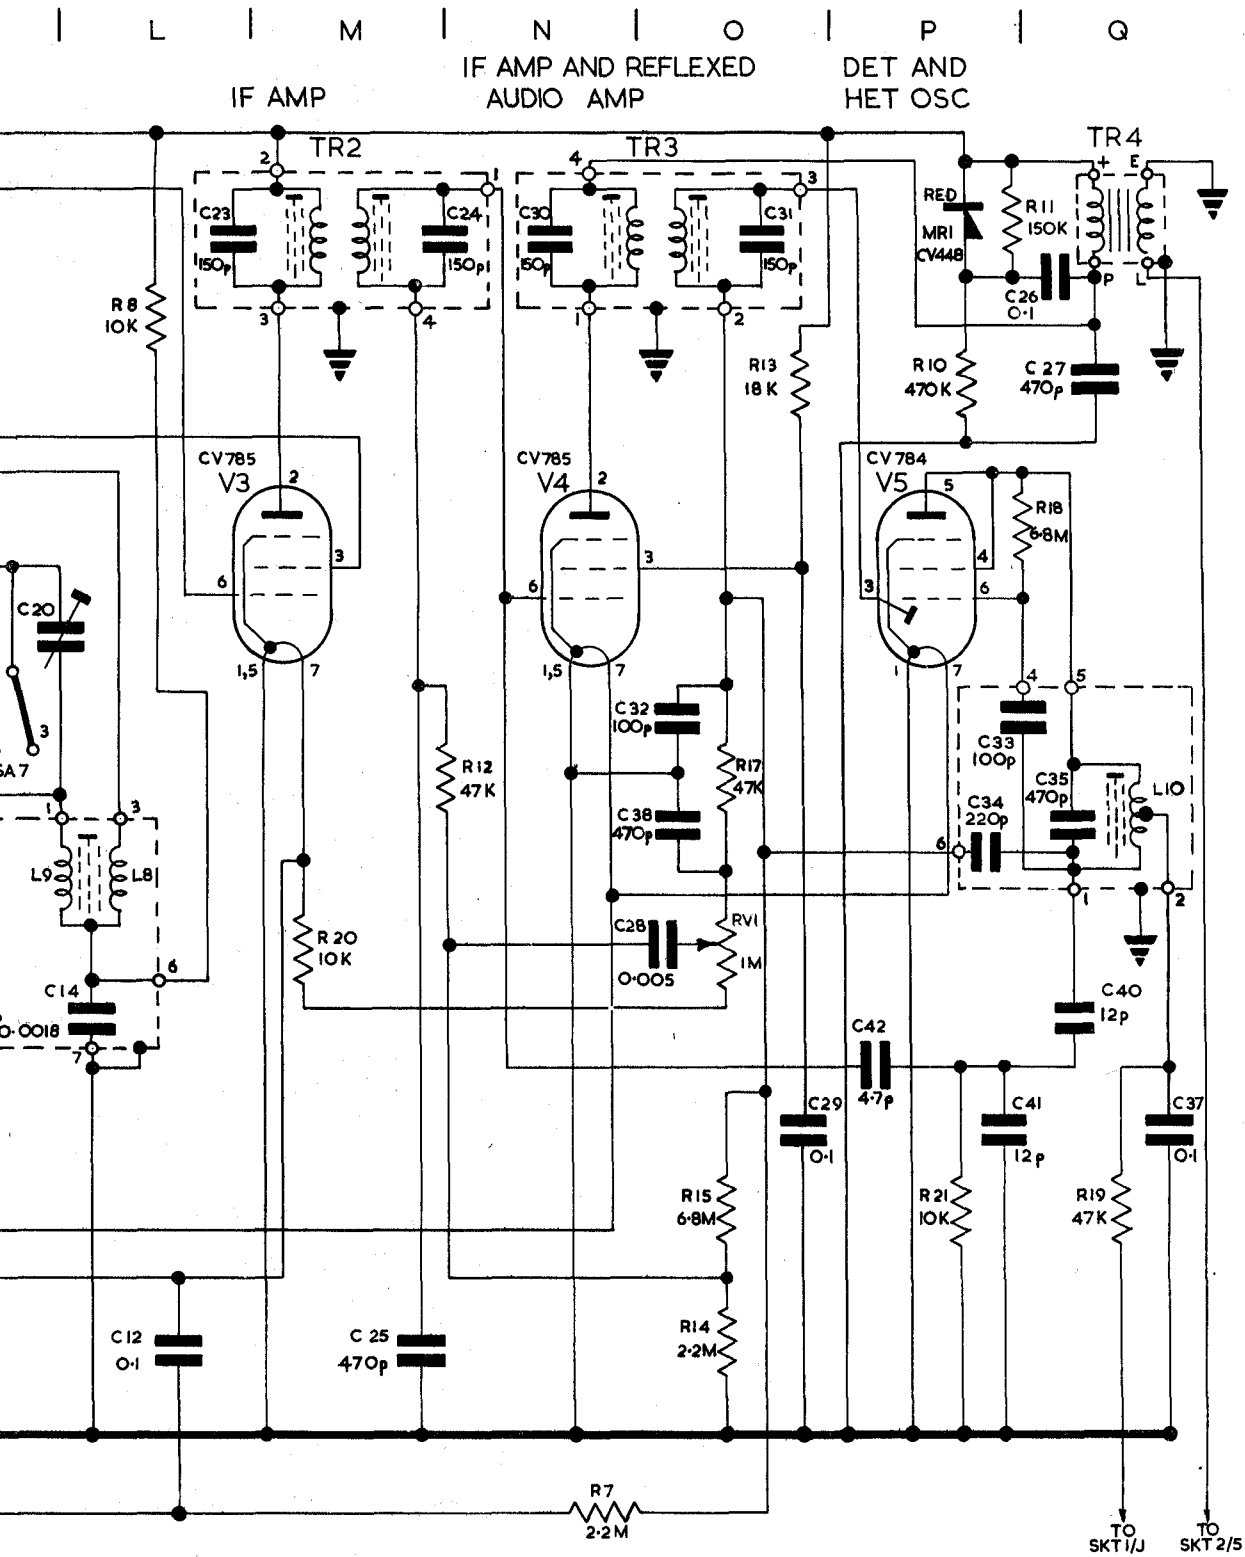 L M N O P Q
IF AMP AND REFLEXED
AUDIO AMP
DET AND
HET OSC
IF AMP
TR2
TR3
TR4
2
1
4
3
+
E
C23
150p
C24
150p
C30
150p
C31
150p
RED
MR1
CV448
R11
150K
P
L
C26
0·1
3
4
1
2
R8
10K
R13
18K
R10
470K
C27
470p
CV785
V3
2
CV785
V4
2
CV784
V5
5
R18
6·8M
3
6
3
6
4
3
6
C20
1,5
7
1,5
7
1
7
4
5
3
C32
100p
C33
100p
R12
47K
R17
47K
C35
470p
L10
C34
220p
C38
470p
6
1
3
L9
L8
1
2
R20
10K
C28
0·005
RV1
1M
6
C14
0·0018
7
C40
12p
C42
4·7p
C29
0·1
C41
12p
C37
0·1
R15
6·8M
R21
10K
R19
47K
C12
0·1
C25
470p
R14
2·2M
R7
2·2M
TO
SKT1/J
TO
SKT2/5